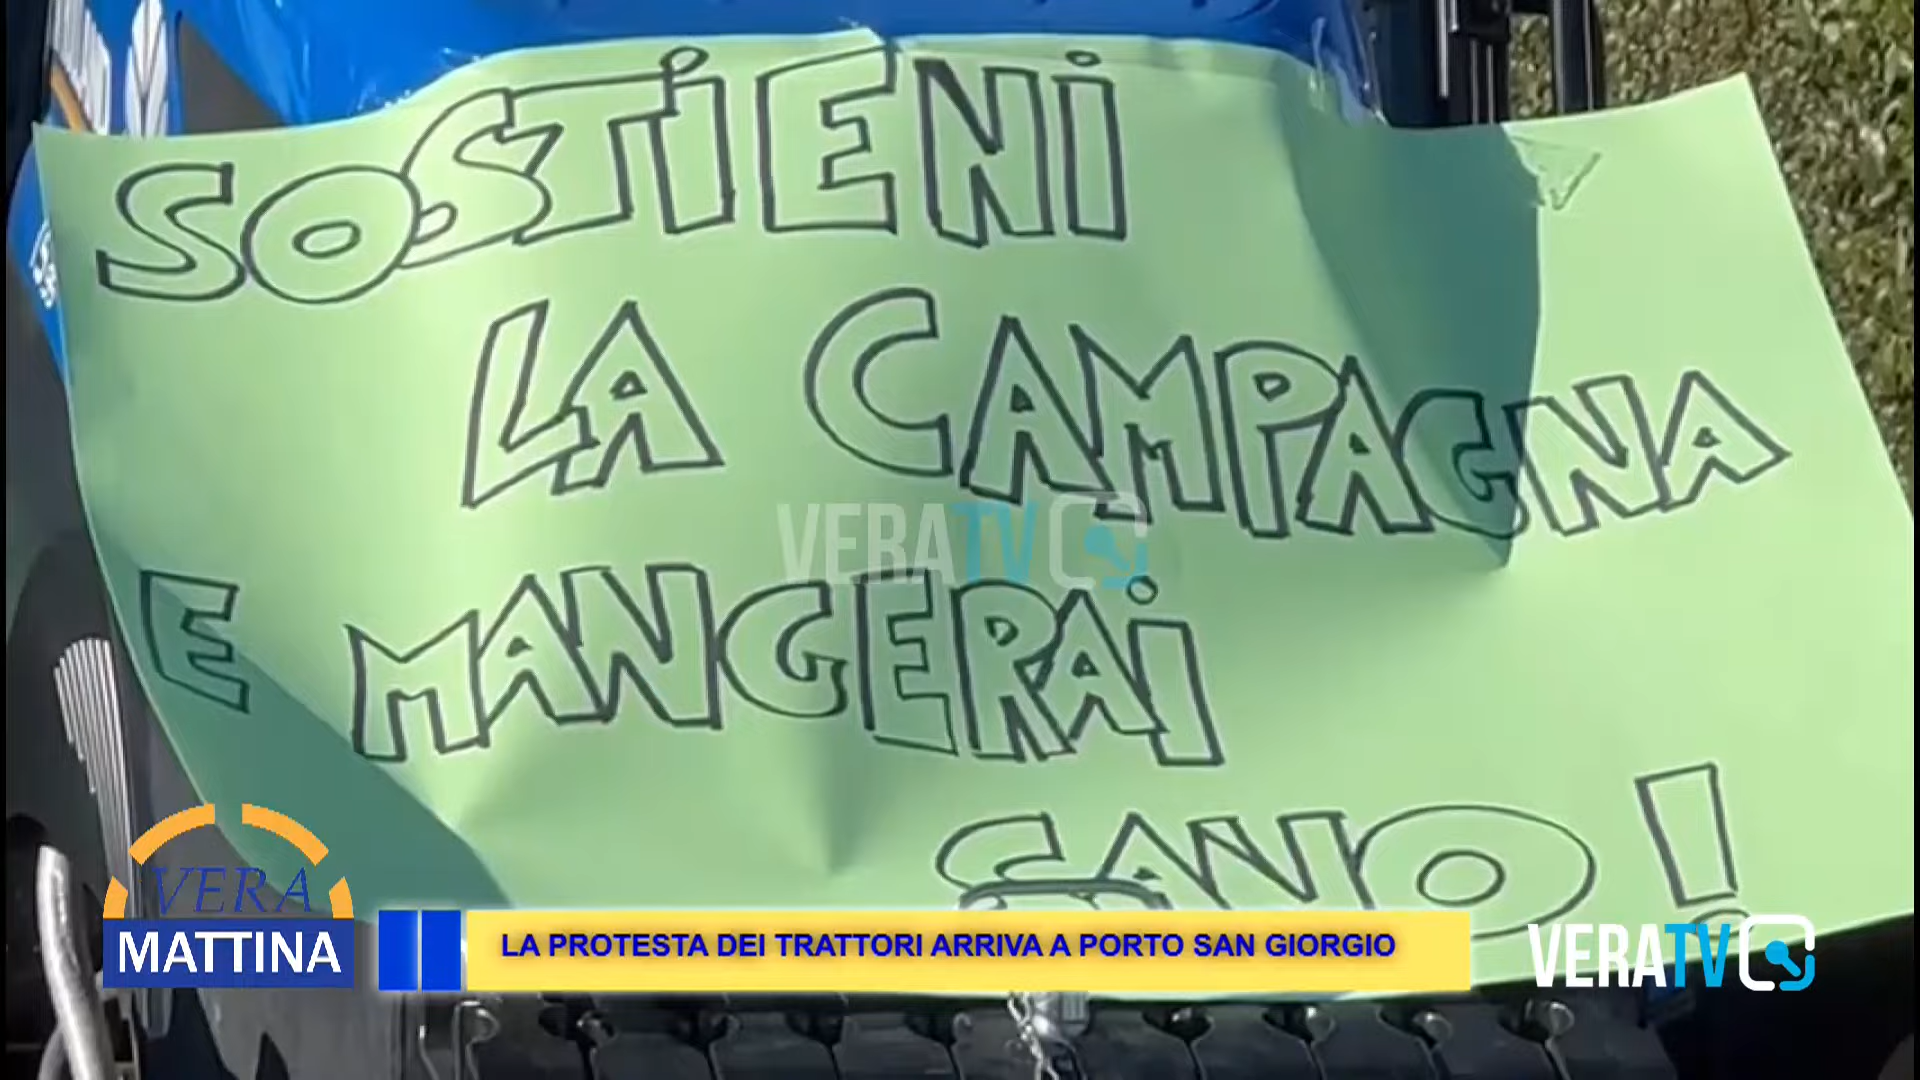 SOSTiENi
LA CAMPAGNA
E MANGERAi
SANO!
VERATV
VERA
MATTINA
LA PROTESTA DEI TRATTORI ARRIVA A PORTO SAN GIORGIO
VERATV